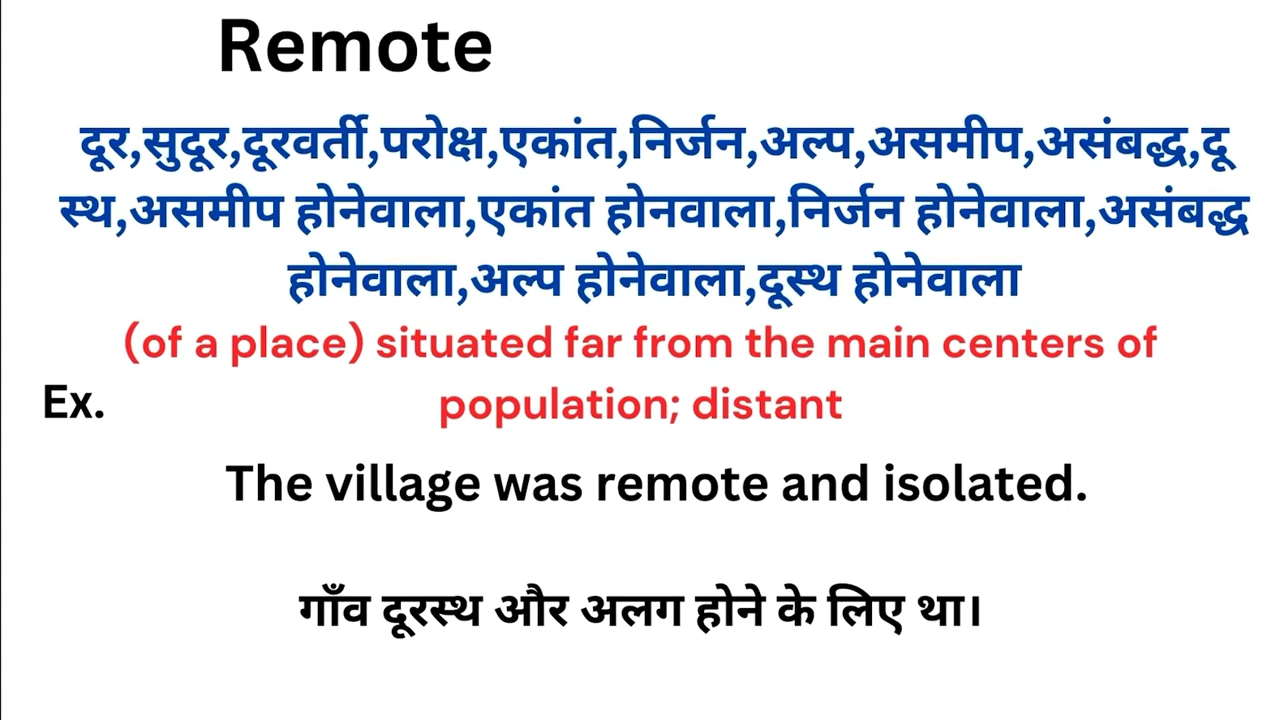 Remote
दूर,सुदूर,दूरवर्ती,परोक्ष,एकांत,निर्जन,अल्प,असमीप,असंबद्ध,दू
स्थ,असमीप होनेवाला,एकांत होनवाला,निर्जन होनेवाला,असंबद्ध
होनेवाला,अल्प होनेवाला,दूस्थ होनेवाला
(of a place) situated far from the main centers of
population; distant
Ex.
The village was remote and isolated.
गाँव दूरस्थ और अलग होने के लिए था।